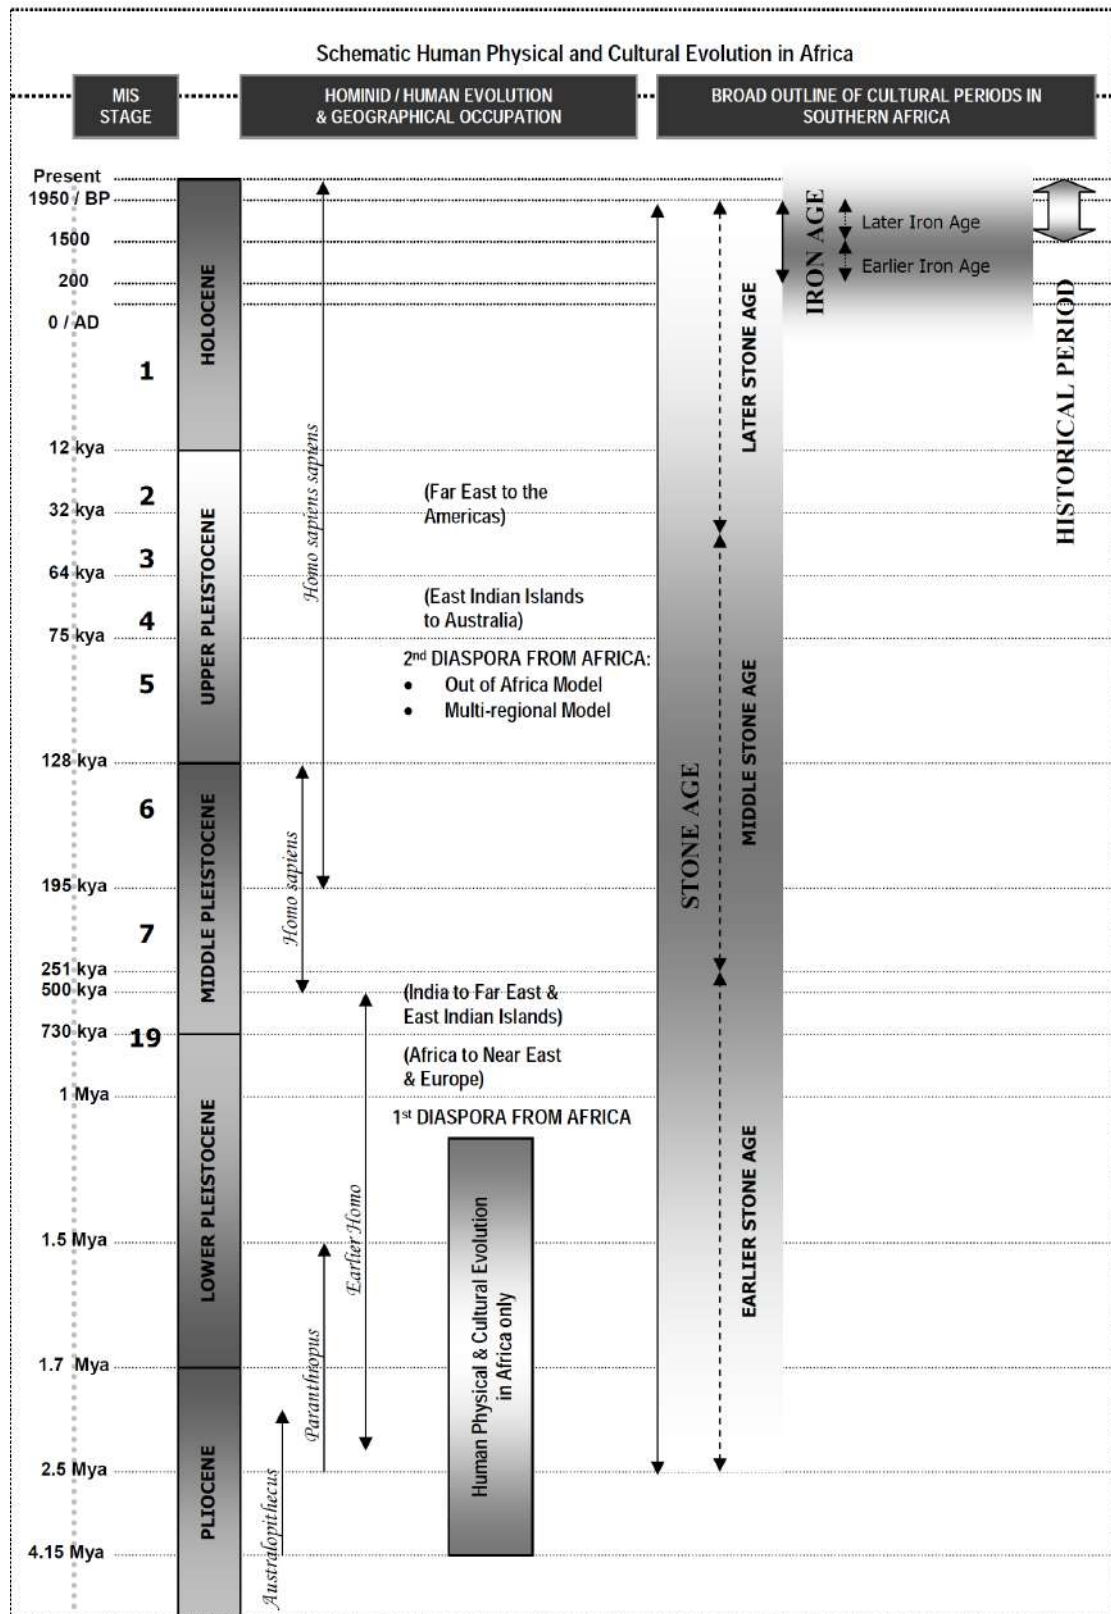 Schematic Human Physical and Cultural Evolution in Africa
MIS
STAGE
HOMINID / HUMAN EVOLUTION
& GEOGRAPHICAL OCCUPATION
BROAD OUTLINE OF CULTURAL PERIODS IN
SOUTHERN AFRICA
Present
1950 / BP
1500
200
0 / AD
12 kya
32 kya
64 kya
75 kya
128 kya
195 kya
251 kya
500 kya
730 kya
1 Mya
1.5 Mya
1.7 Mya
2.5 Mya
4.15 Mya
1
2
3
4
5
6
7
19
HOLOCENE
UPPER PLEISTOCENE
MIDDLE PLEISTOCENE
LOWER PLEISTOCENE
PLIOCENE
Homo sapiens sapiens
Homo sapiens
Earlier Homo
Paranthropus
Australopithecus
(Far East to the
Americas)
(East Indian Islands
to Australia)
2nd DIASPORA FROM AFRICA:
• Out of Africa Model
• Multi-regional Model
(India to Far East &
East Indian Islands)
(Africa to Near East
& Europe)
1st DIASPORA FROM AFRICA
Human Physical & Cultural Evolution
in Africa only
STONE AGE
LATER STONE AGE
MIDDLE STONE AGE
EARLIER STONE AGE
IRON AGE
Later Iron Age
Earlier Iron Age
HISTORICAL PERIOD